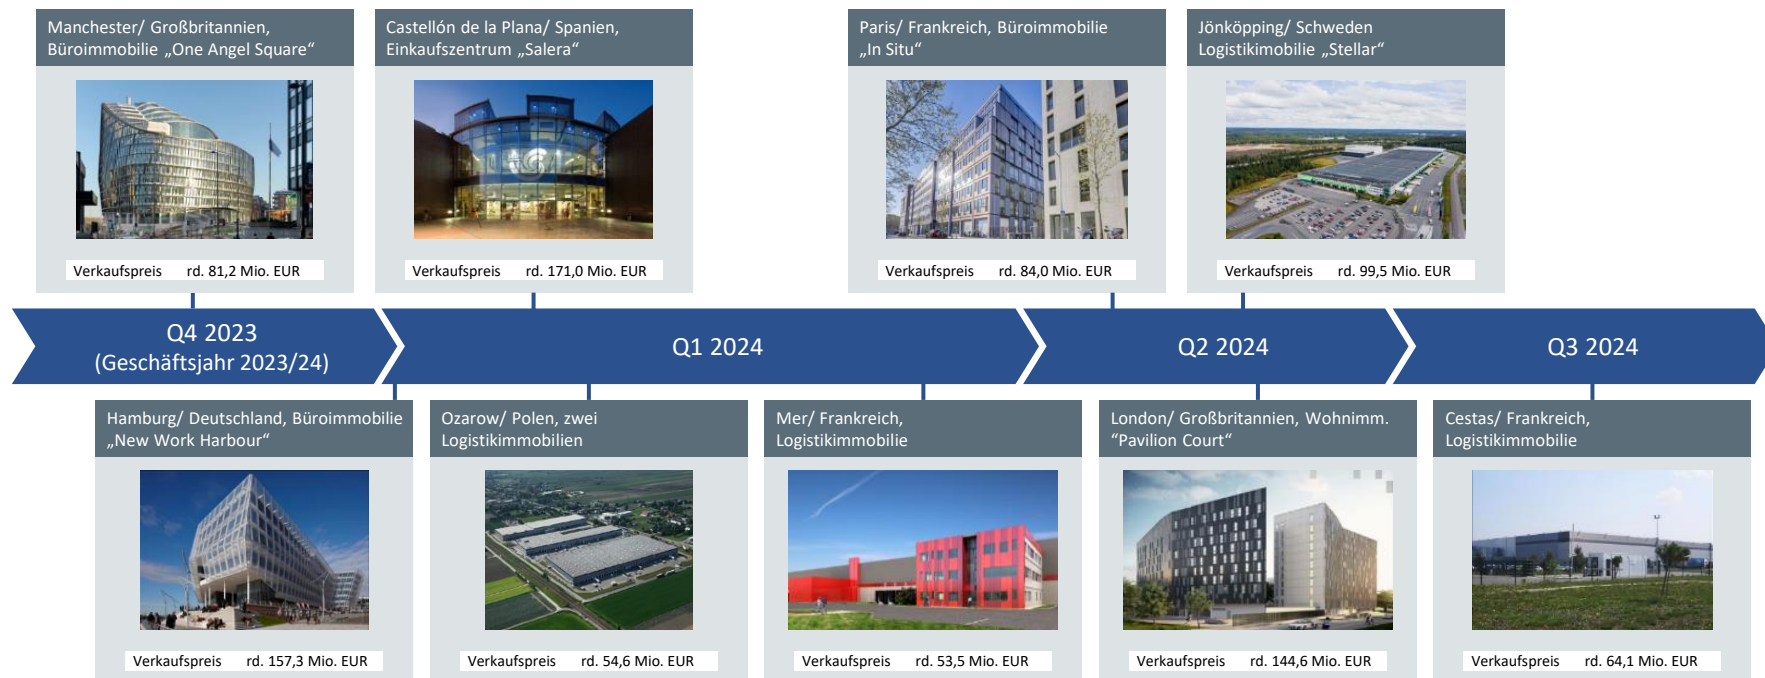 Manchester/ Großbritannien,
Büroimmobilie „One Angel Square“
Verkaufspreis rd. 81,2 Mio. EUR
Castellón de la Plana/ Spanien,
Einkaufszentrum „Salera“
Verkaufspreis rd. 171,0 Mio. EUR
Paris/ Frankreich, Büroimmobilie
„In Situ“
Verkaufspreis rd. 84,0 Mio. EUR
Jönköpping/ Schweden
Logistikimobilie „Stellar“
Verkaufspreis rd. 99,5 Mio. EUR
Q4 2023
(Geschäftsjahr 2023/24)
Q1 2024
Q2 2024
Q3 2024
Hamburg/ Deutschland, Büroimmobilie
„New Work Harbour“
Verkaufspreis rd. 157,3 Mio. EUR
Ozarow/ Polen, zwei
Logistikimmobilien
Verkaufspreis rd. 54,6 Mio. EUR
Mer/ Frankreich,
Logistikimmobilie
Verkaufspreis rd. 53,5 Mio. EUR
London/ Großbritannien, Wohnimm.
“Pavilion Court“
Verkaufspreis rd. 144,6 Mio. EUR
Cestas/ Frankreich,
Logistikimmobilie
Verkaufspreis rd. 64,1 Mio. EUR